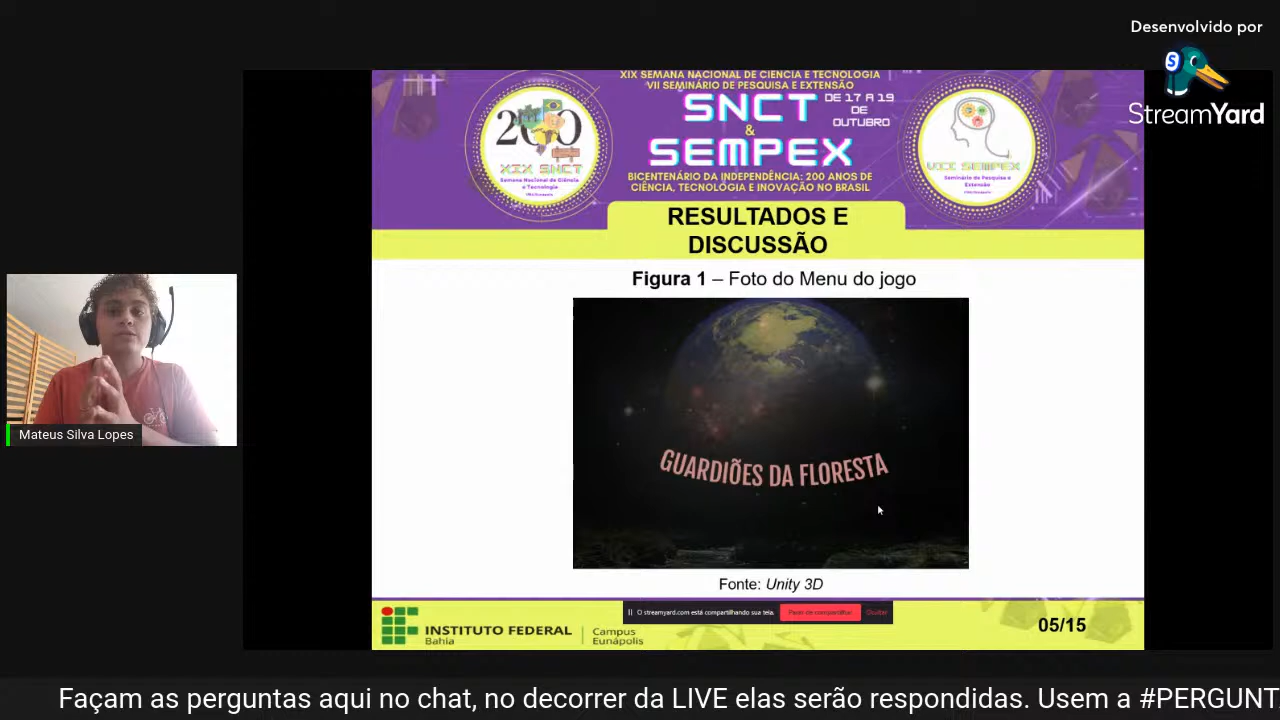 Desenvolvido por
StreamYard
XIX SEMANA NACIONAL DE CIÊNCIA E TECNOLOGIA
VII SEMINÁRIO DE PESQUISA E EXTENSÃO
SNCT
DE 17 A 19
DE
OUTUBRO
&
SEMPEX
BICENTENÁRIO DA INDEPENDÊNCIA: 200 ANOS DE
CIÊNCIA, TECNOLOGIA E INOVAÇÃO NO BRASIL
200
XIX SNCT
Semana Nacional de Ciência
e Tecnologia
VII SEMPEX
Seminário de Pesquisa e
Extensão
RESULTADOS E
DISCUSSÃO
Figura 1 – Foto do Menu do jogo
GUARDIÕES DA FLORESTA
Fonte: Unity 3D
O streamyard.com está compartilhando sua tela.
Parar de compartilhar
Ocultar
INSTITUTO FEDERAL
Bahia
Campus
Eunápolis
05/15
Mateus Silva Lopes
Façam as perguntas aqui no chat, no decorrer da LIVE elas serão respondidas. Usem a #PERGUNT